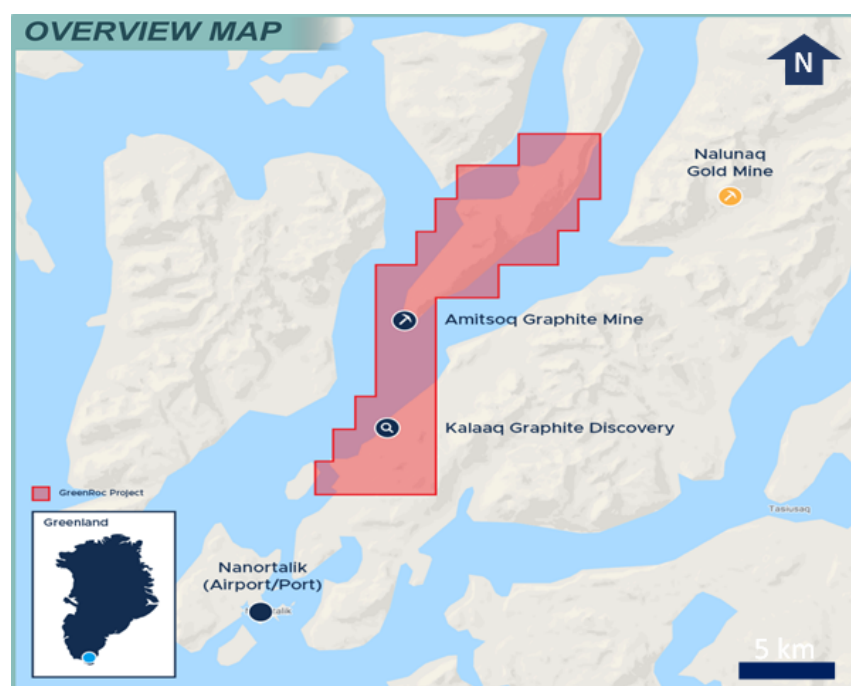 OVERVIEW MAP
N
Nalunaq
Gold Mine
Amitsoq Graphite Mine
Kalaaq Graphite Discovery
GreenRoc Project
Greenland
Tasiusaq
Nanortalik
(Airport/Port)
5 km